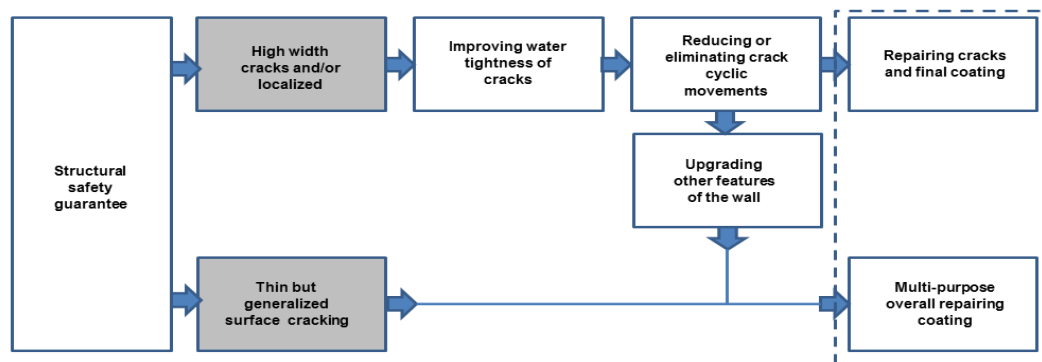 Structural
safety
guarantee
High width
cracks and/or
localized
Improving water
tightness of
cracks
Reducing or
eliminating crack
cyclic
movements
Repairing cracks
and final coating
Upgrading
other features
of the wall
Thin but
generalized
surface cracking
Multi-purpose
overall repairing
coating